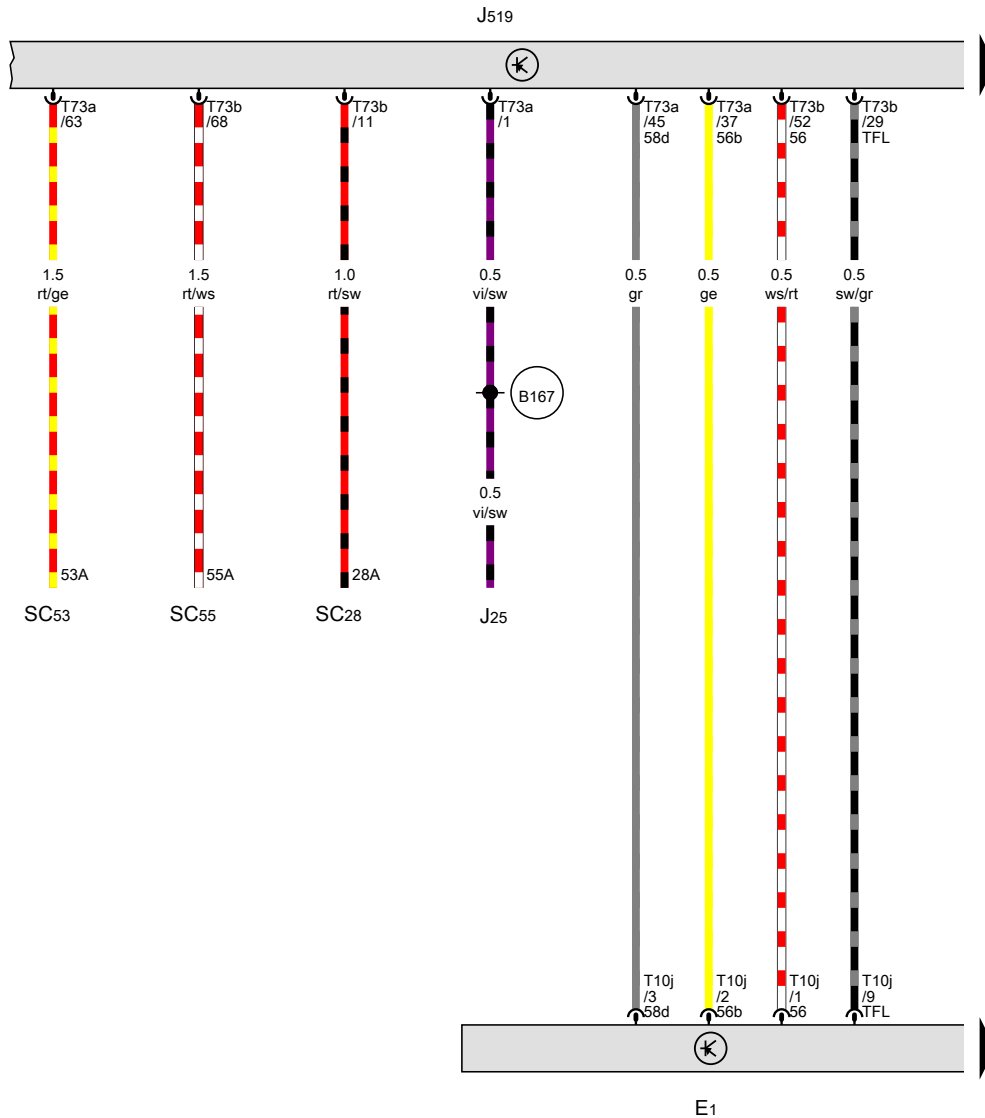 J519
T73a T73b T73b T73a T73a T73a T73b T73b
/63 /68 /11 /1 /45 /37 /52 /29
58d 56b 56 TFL
1.5 1.5 1.0 0.5 0.5 0.5 0.5 0.5
rt/ge rt/ws rt/sw vi/sw gr ge ws/rt sw/gr
B167
0.5
vi/sw
53A 55A 28A
SC53 SC55 SC28 J25
T10j T10j T10j T10j
/3 /2 /1 /9
58d 56b 56 TFL
E1